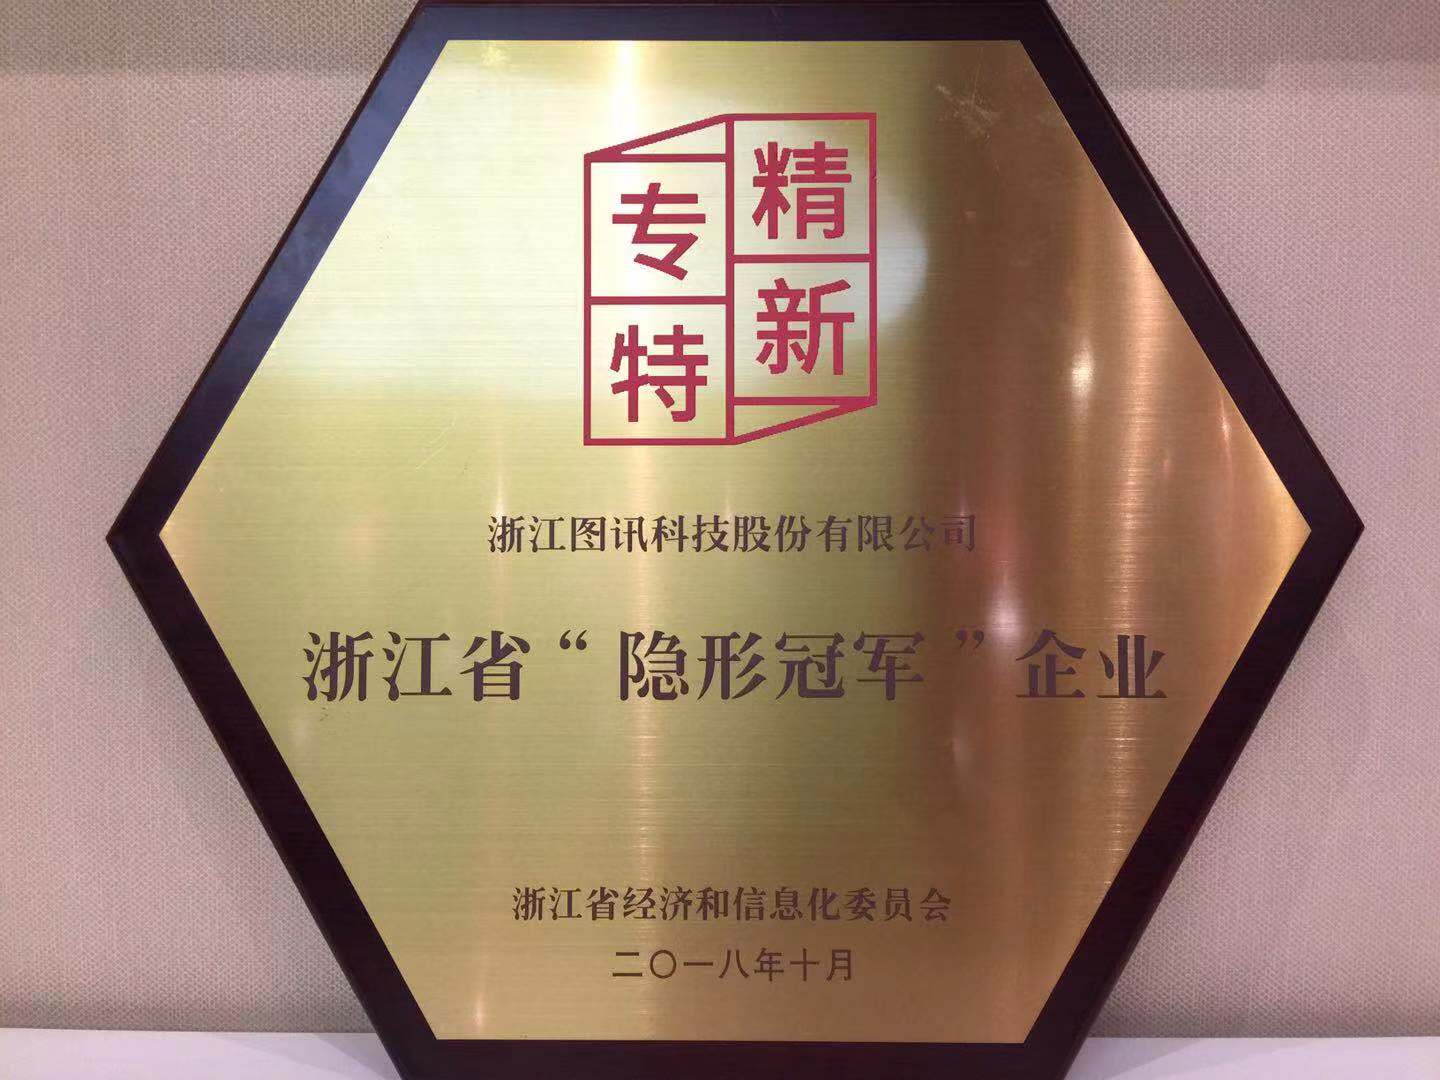 专精
特新
浙江图讯科技股份有限公司
浙江省“隐形冠军”企业
浙江省经济和信息化委员会
二〇一八年十月